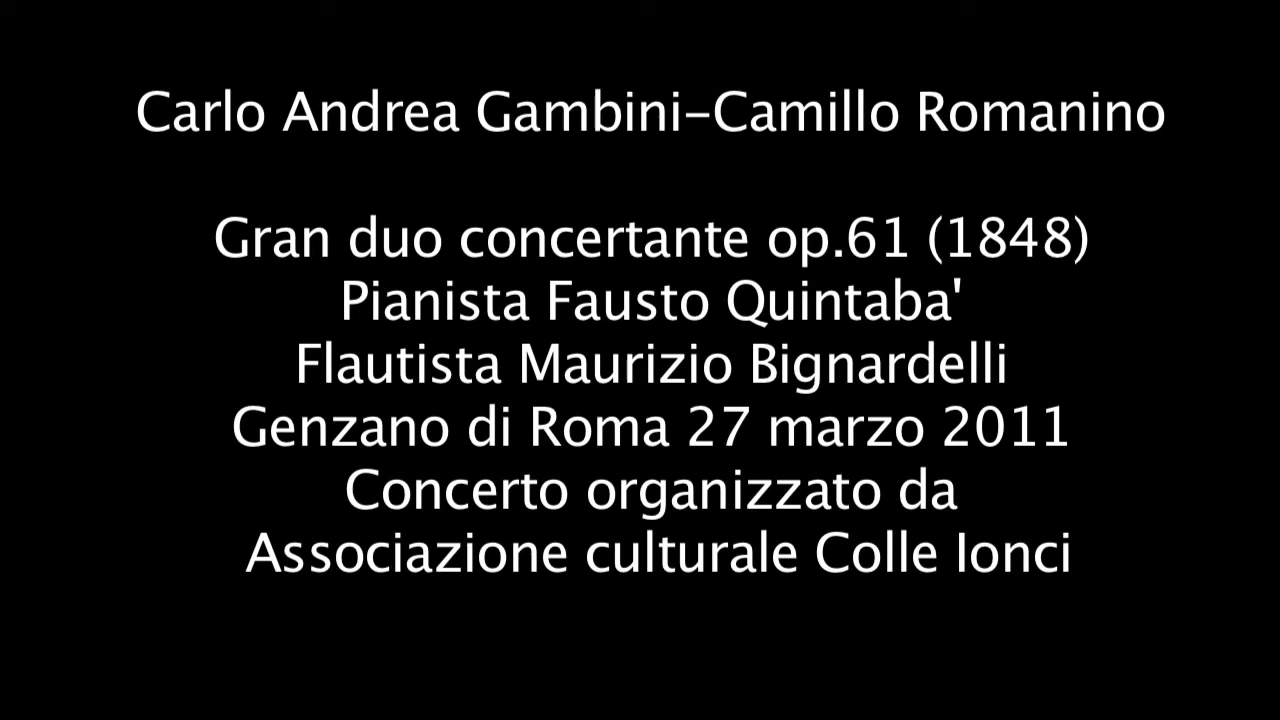 Carlo Andrea Gambini-Camillo Romanino
Gran duo concertante op.61 (1848)
Pianista Fausto Quintaba'
Flautista Maurizio Bignardelli
Genzano di Roma 27 marzo 2011
Concerto organizzato da
Associazione culturale Colle Ionci